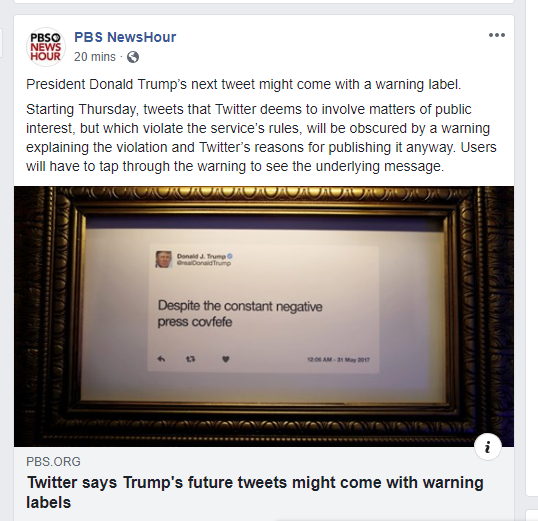 PBS
NEWS
HOUR
PBS NewsHour
20 mins ·
President Donald Trump's next tweet might come with a warning label.
Starting Thursday, tweets that Twitter deems to involve matters of public
interest, but which violate the service's rules, will be obscured by a warning
explaining the violation and Twitter's reasons for publishing it anyway. Users
will have to tap through the warning to see the underlying message.
Donald J. Trump
@realDonaldTrump
Despite the constant negative
press covfefe
12:06 AM - 31 May 2017
i
PBS.ORG
Twitter says Trump's future tweets might come with warning
labels